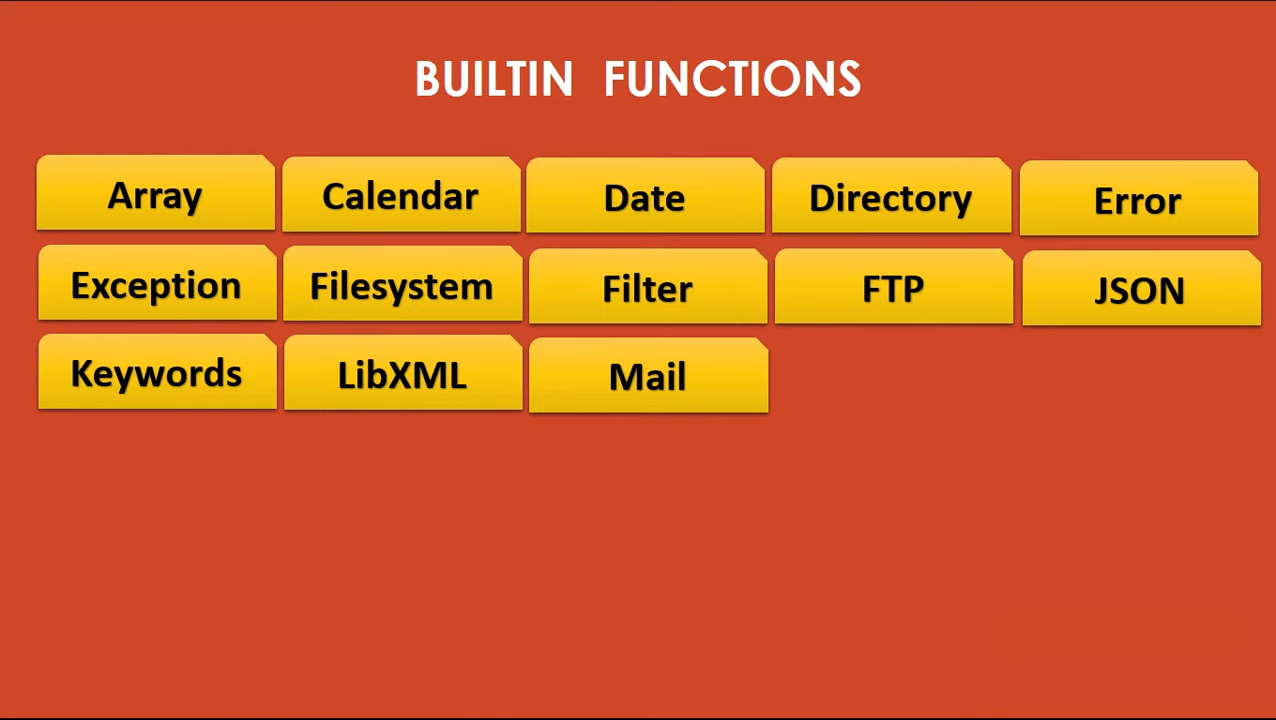 BUILTIN FUNCTIONS
Array Calendar Date Directory Error
Exception Filesystem Filter FTP JSON
Keywords LibXML Mail